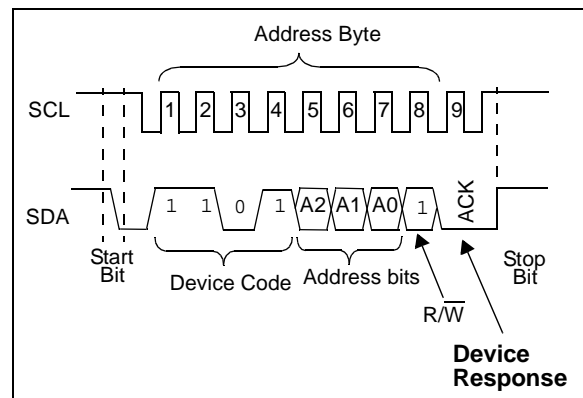 Address Byte
SCL 1 2 3 4 5 6 7 8 9
SDA 1 1 0 1 A2 A1 A0 1 ACK
Start
Bit
Device Code
Address bits
Stop
Bit
R/W̅
Device
Response